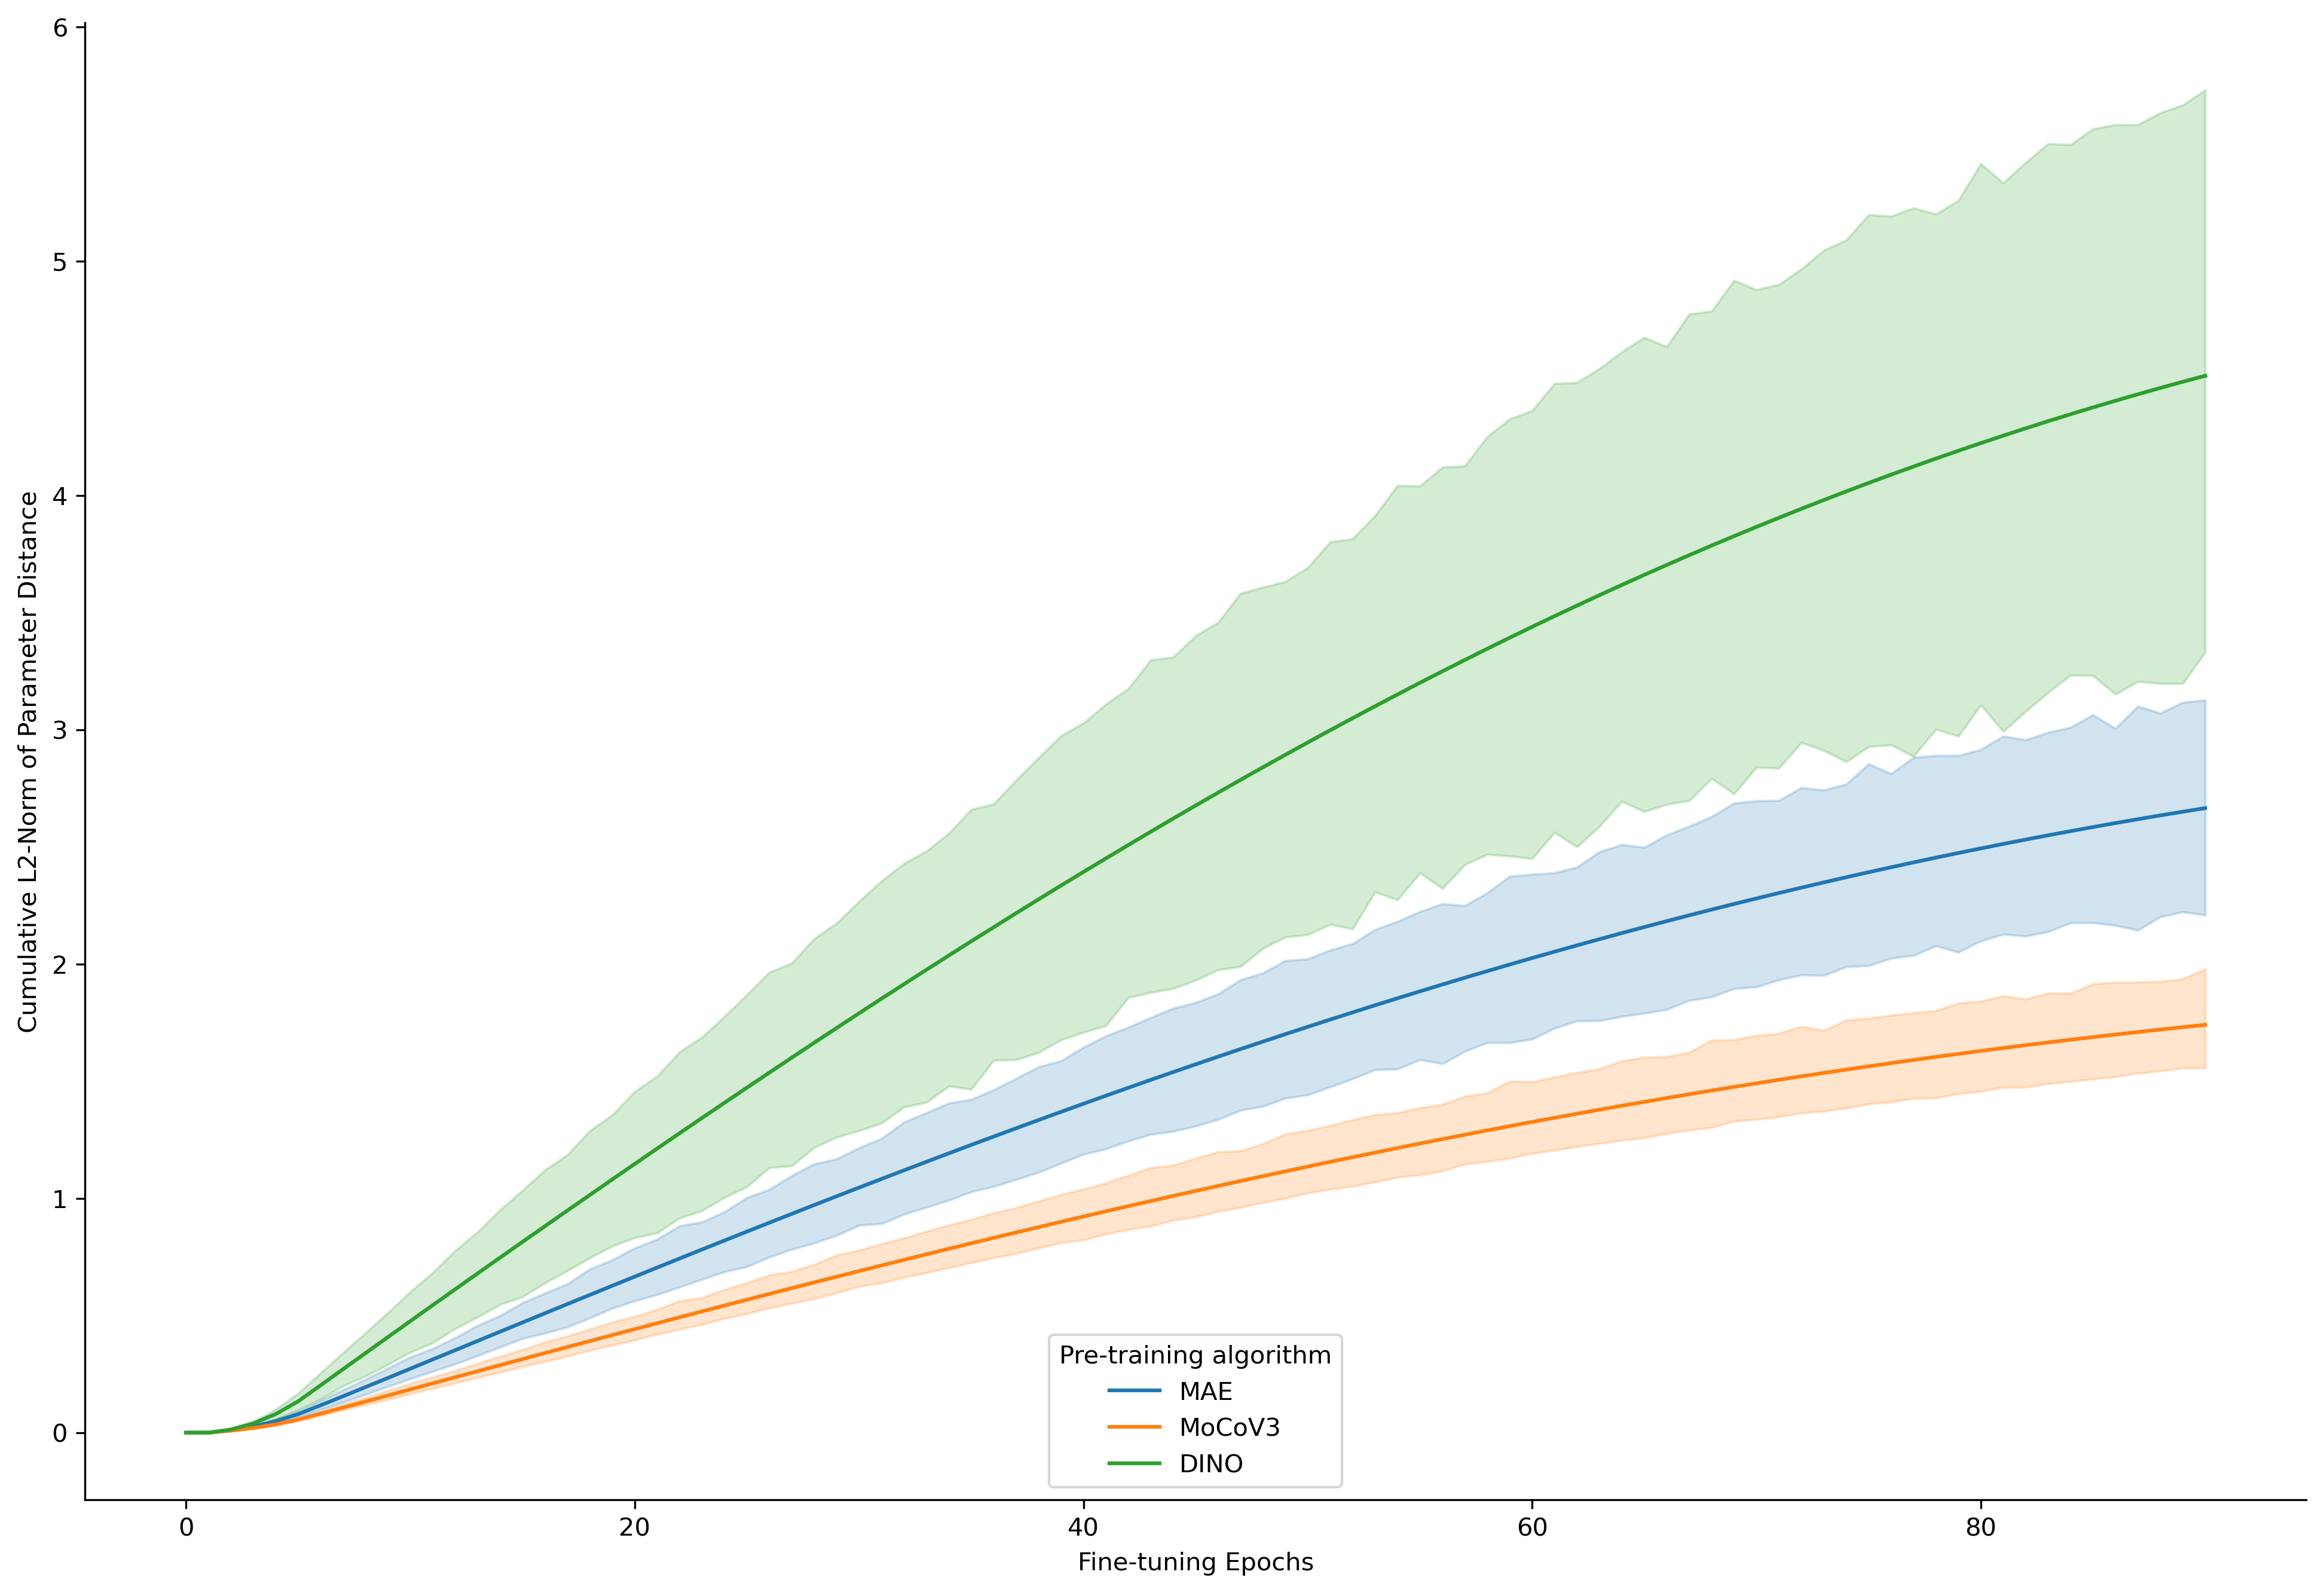 6
5
4
3
2
1
0
Cumulative L2-Norm of Parameter Distance
Pre-training algorithm
MAE
MoCoV3
DINO
0 20 40 60 80
Fine-tuning Epochs